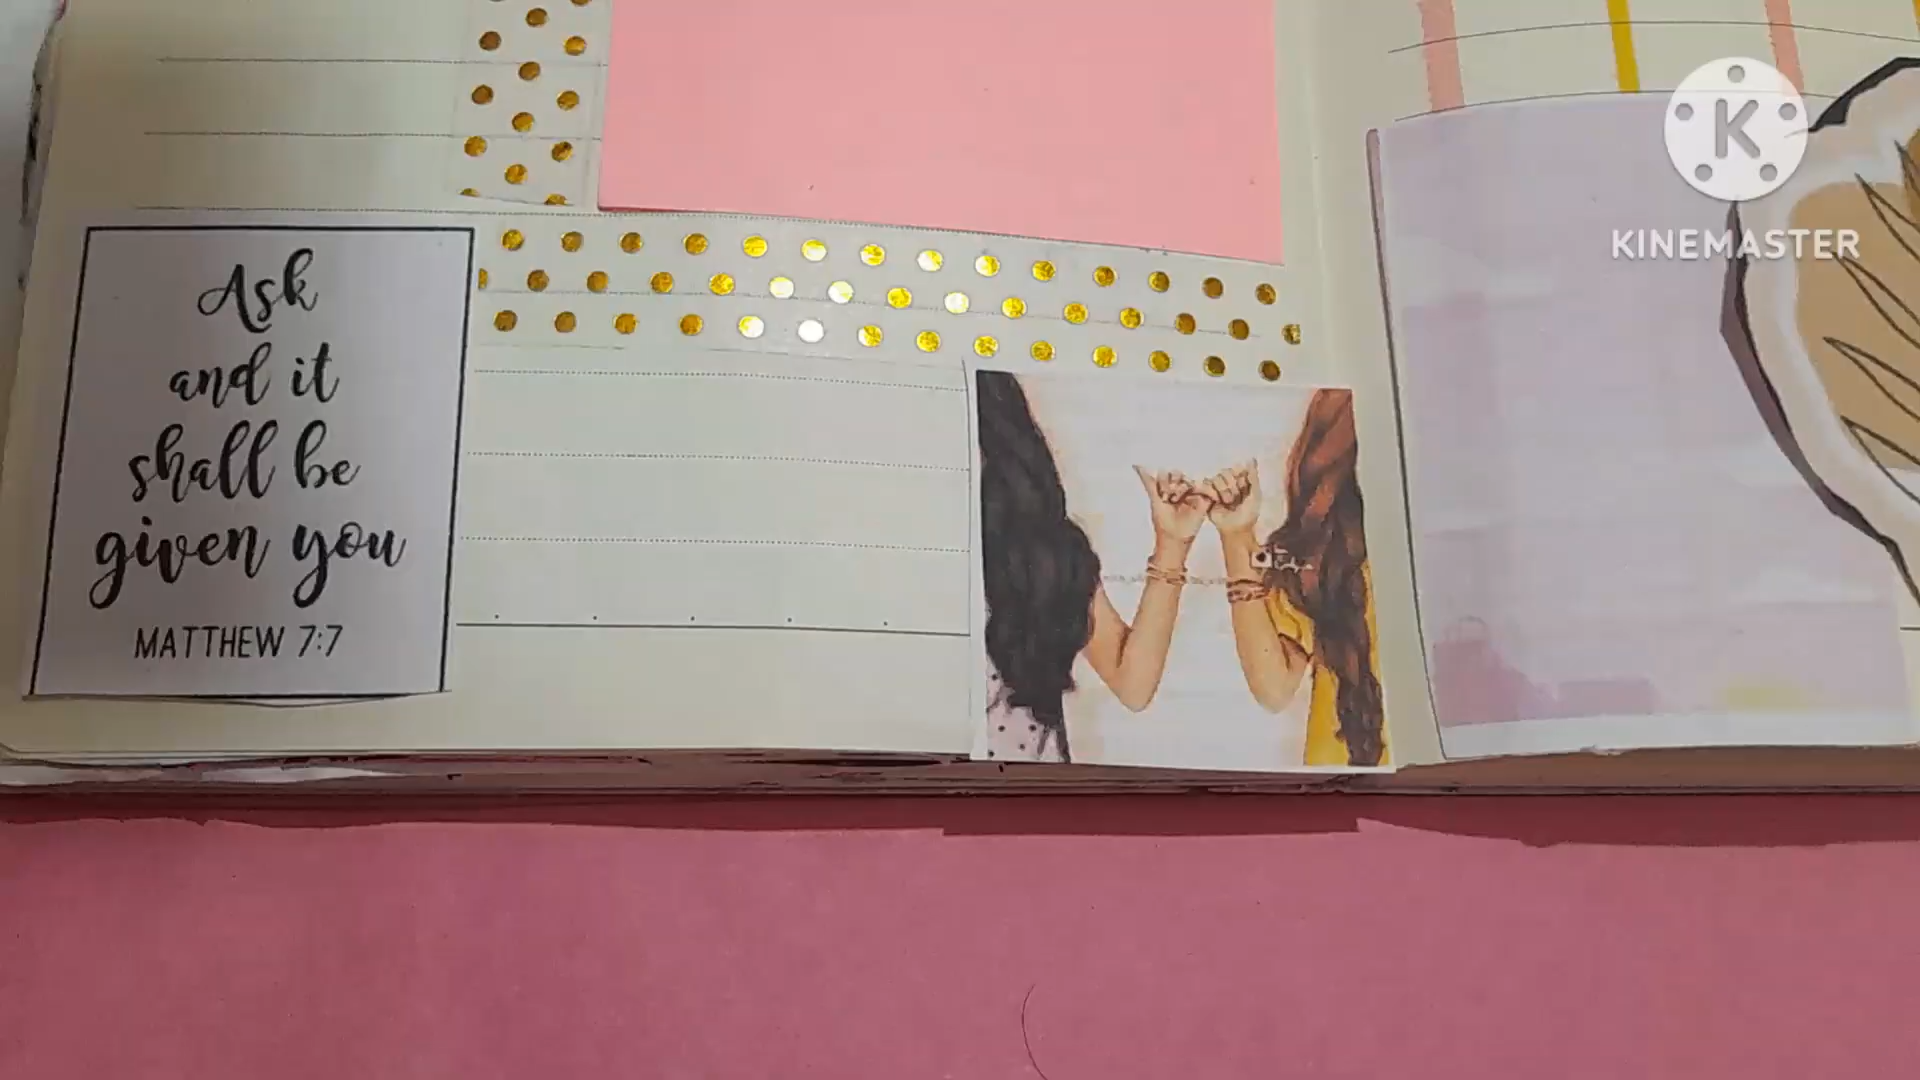 Ask
and it
shall be
given you
MATTHEW 7:7
K
KINEMASTER